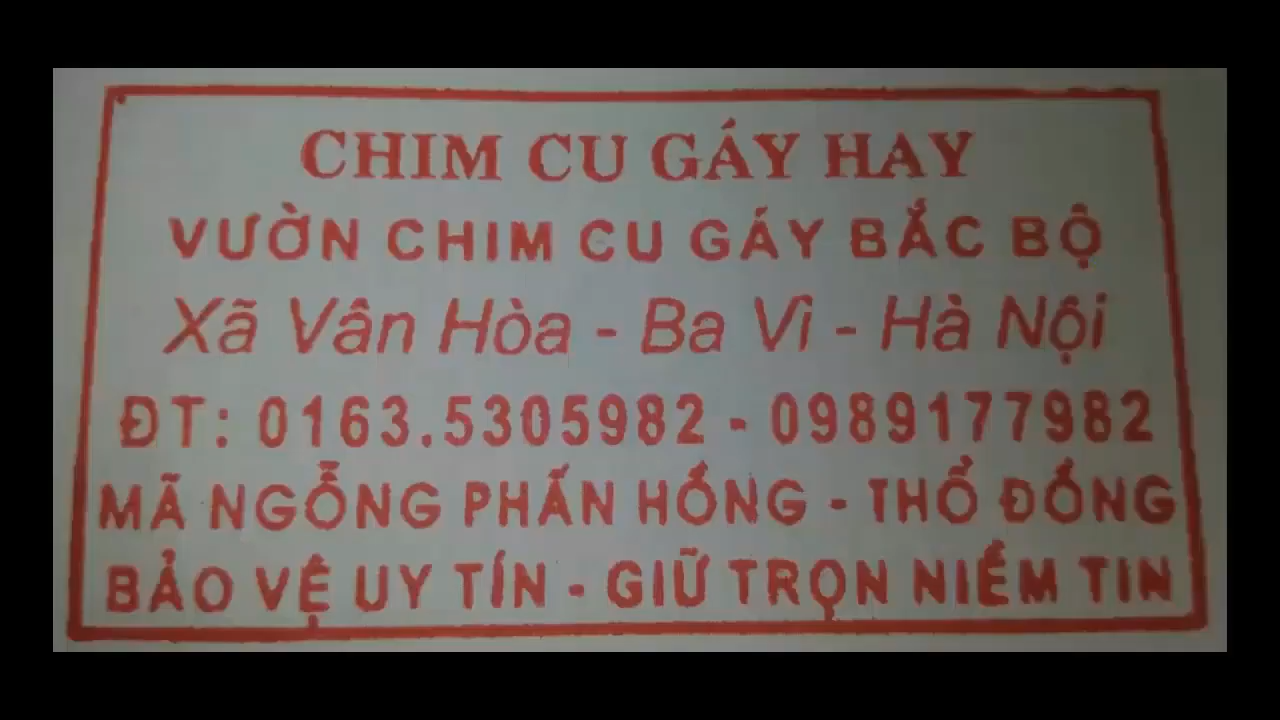 CHIM CU GÁY HAY
VƯỜN CHIM CU GÁY BẮC BỘ
Xã Vân Hòa - Ba Vì - Hà Nội
ĐT: 0163.5305982 - 0989177982
MÃ NGỖNG PHẤN HỒNG - THỔ ĐỒNG
BẢO VỆ UY TÍN - GIỮ TRỌN NIỀM TIN